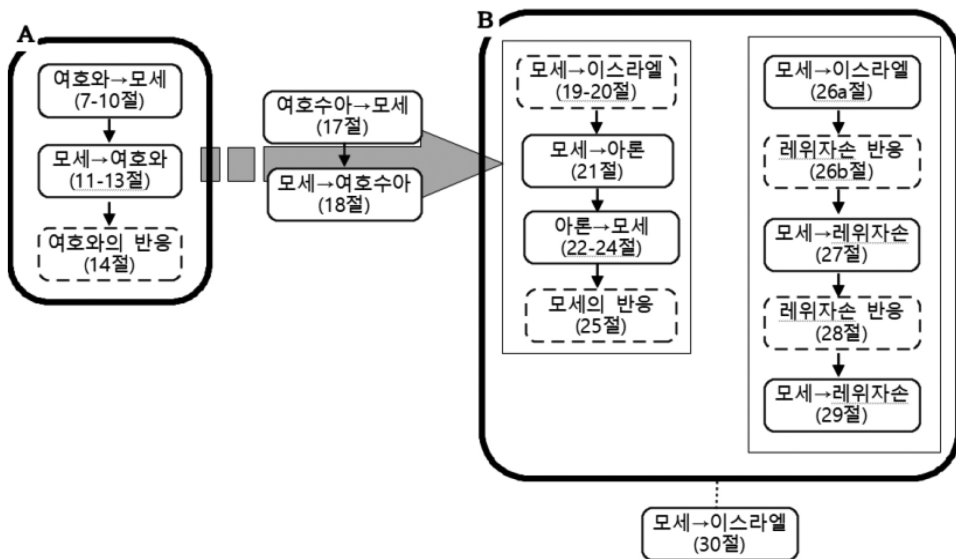 A
여호와→모세
(7-10절)
모세→여호와
(11-13절)
여호와의 반응
(14절)
여호수아→모세
(17절)
모세→여호수아
(18절)
B
모세→이스라엘
(19-20절)
모세→아론
(21절)
아론→모세
(22-24절)
모세의 반응
(25절)
모세→이스라엘
(26a절)
레위자손 반응
(26b절)
모세→레위자손
(27절)
레위자손 반응
(28절)
모세→레위자손
(29절)
모세→이스라엘
(30절)